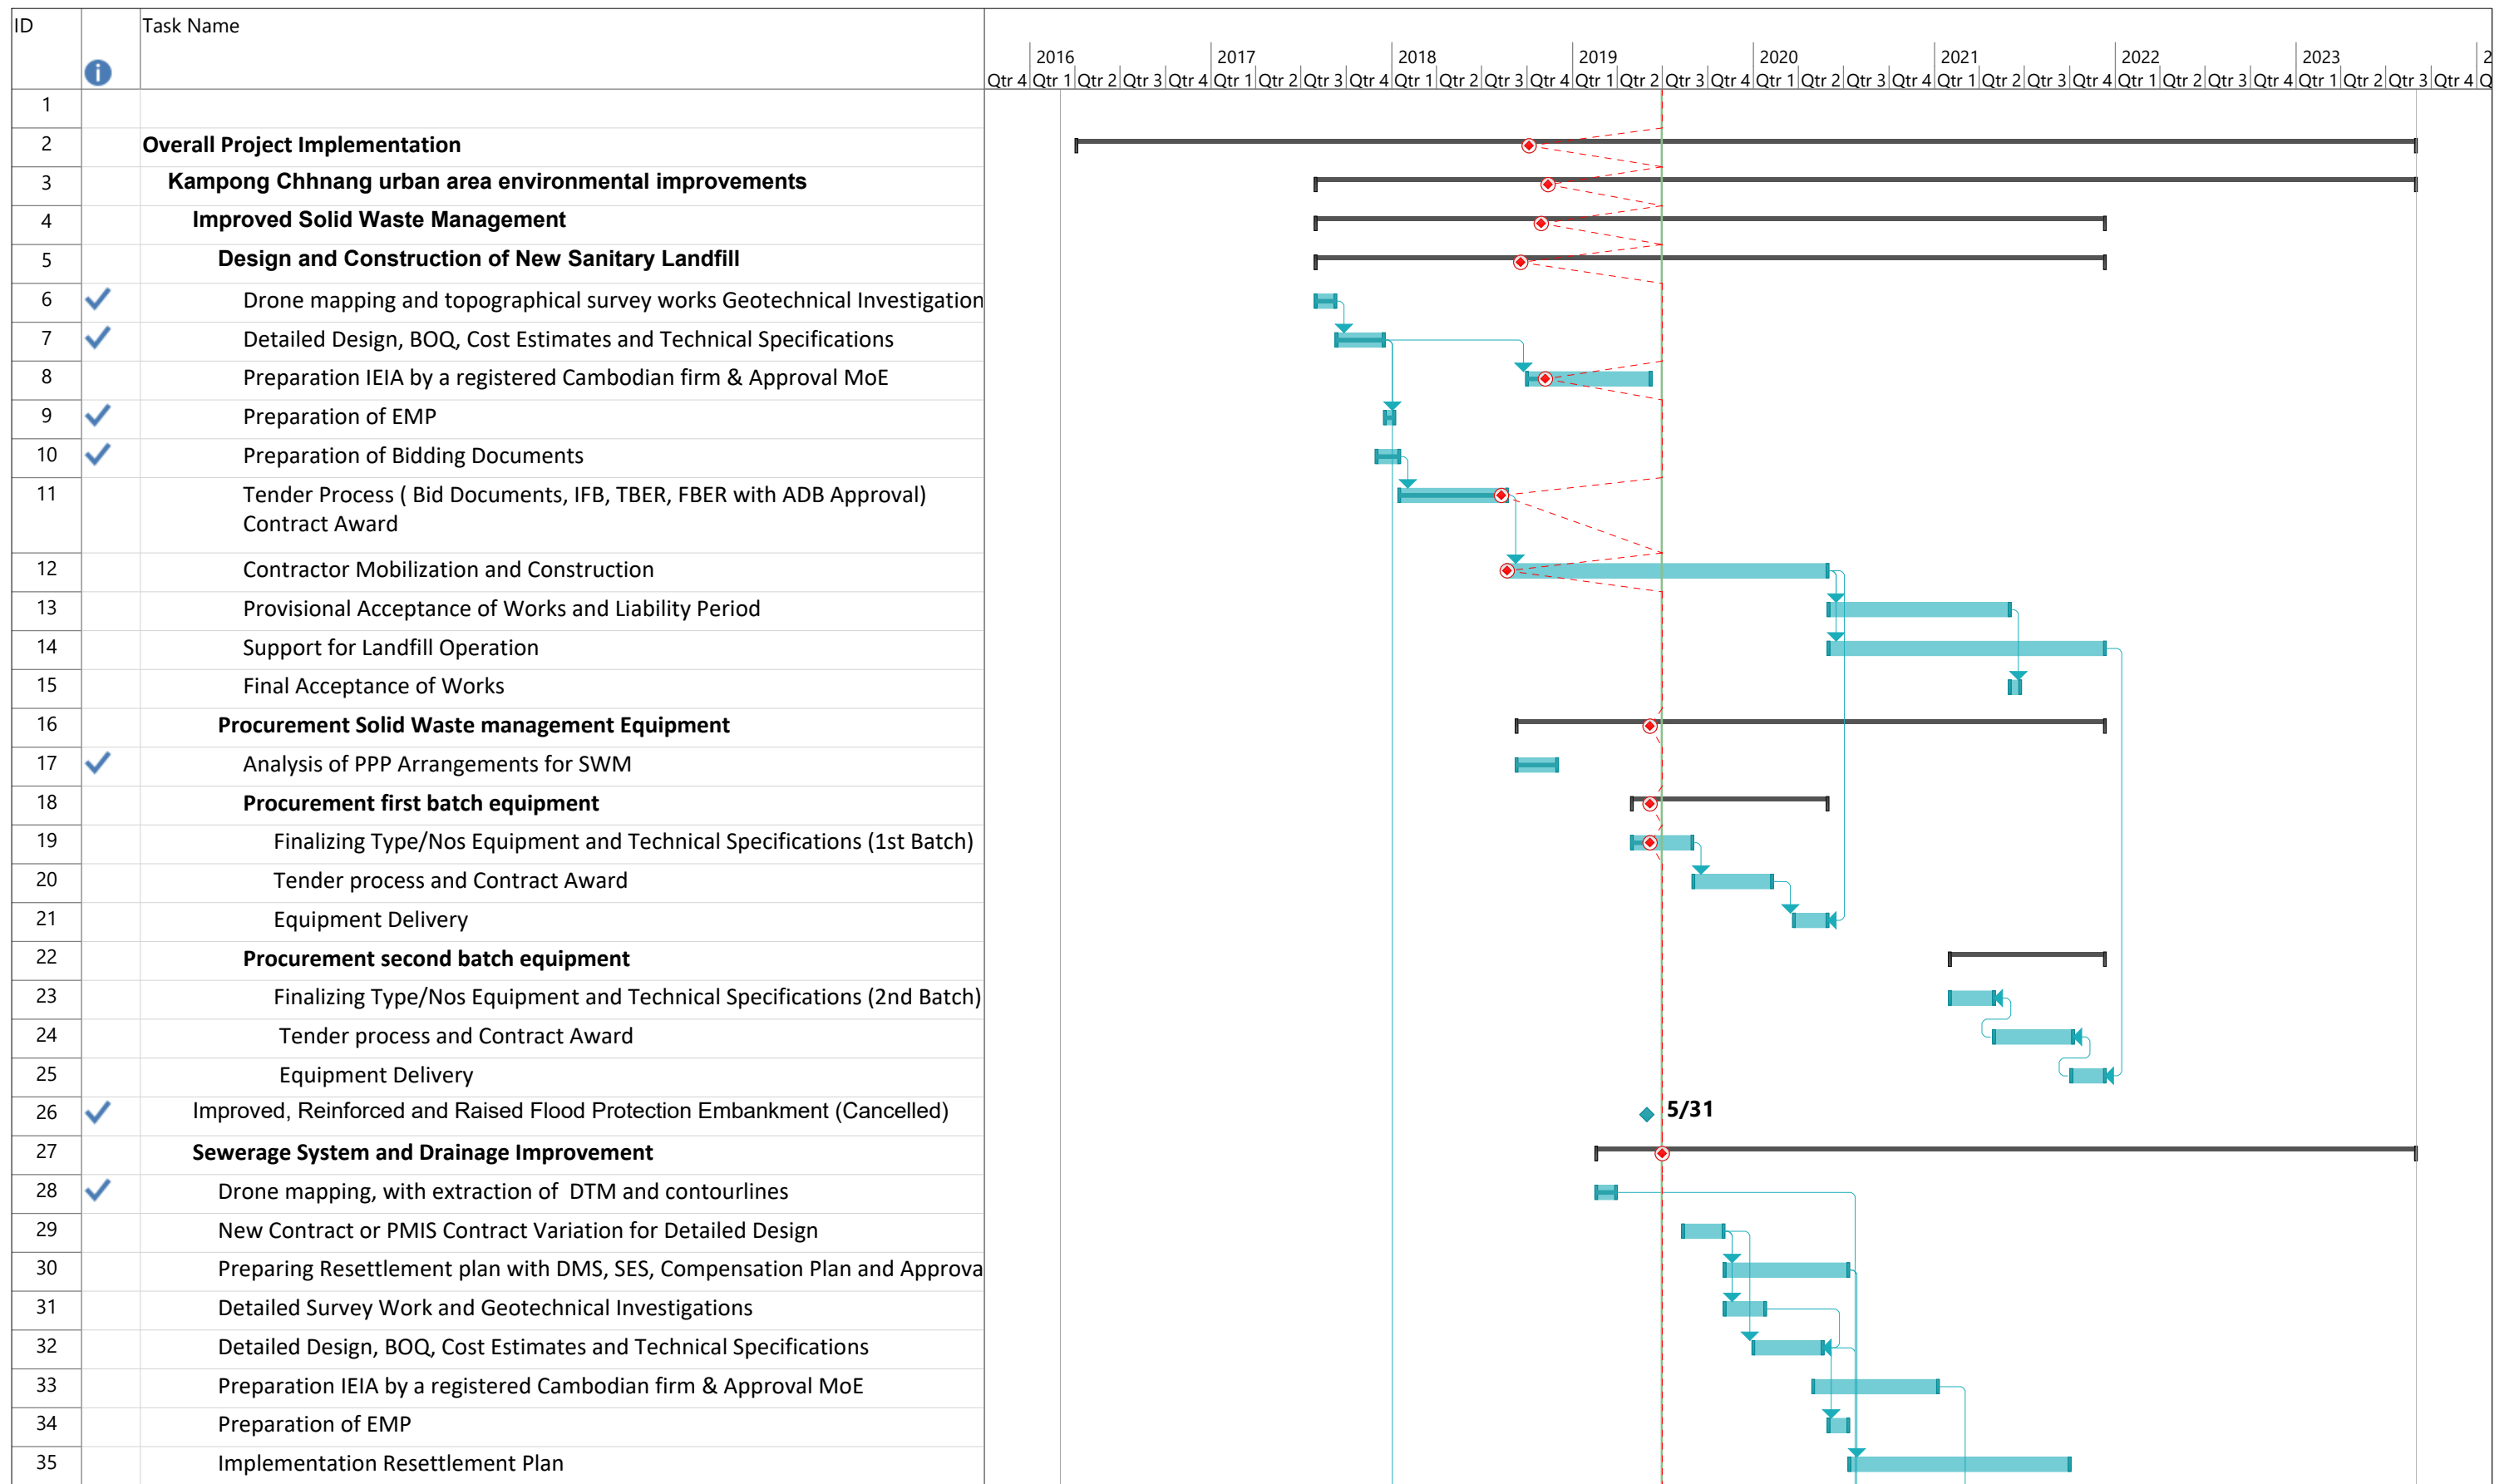 ID Task Name
2016 2017 2018 2019 2020 2021 2022 2023 2
Qtr 4 Qtr 1 Qtr 2 Qtr 3 Qtr 4 Qtr 1 Qtr 2 Qtr 3 Qtr 4 Qtr 1 Qtr 2 Qtr 3 Qtr 4 Qtr 1 Qtr 2 Qtr 3 Qtr 4 Qtr 1 Qtr 2 Qtr 3 Qtr 4 Qtr 1 Qtr 2 Qtr 3 Qtr 4 Qtr 1 Qtr 2 Qtr 3 Qtr 4 Qtr 1 Qtr 2 Qtr 3 Qtr 4 Q
1
2 Overall Project Implementation
3 Kampong Chhnang urban area environmental improvements
4 Improved Solid Waste Management
5 Design and Construction of New Sanitary Landfill
6 Drone mapping and topographical survey works Geotechnical Investigation
7 Detailed Design, BOQ, Cost Estimates and Technical Specifications
8 Preparation IEIA by a registered Cambodian firm & Approval MoE
9 Preparation of EMP
10 Preparation of Bidding Documents
11 Tender Process ( Bid Documents, IFB, TBER, FBER with ADB Approval)
Contract Award
12 Contractor Mobilization and Construction
13 Provisional Acceptance of Works and Liability Period
14 Support for Landfill Operation
15 Final Acceptance of Works
16 Procurement Solid Waste management Equipment
17 Analysis of PPP Arrangements for SWM
18 Procurement first batch equipment
19 Finalizing Type/Nos Equipment and Technical Specifications (1st Batch)
20 Tender process and Contract Award
21 Equipment Delivery
22 Procurement second batch equipment
23 Finalizing Type/Nos Equipment and Technical Specifications (2nd Batch)
24 Tender process and Contract Award
25 Equipment Delivery
26 Improved, Reinforced and Raised Flood Protection Embankment (Cancelled) 5/31
27 Sewerage System and Drainage Improvement
28 Drone mapping, with extraction of DTM and contourlines
29 New Contract or PMIS Contract Variation for Detailed Design
30 Preparing Resettlement plan with DMS, SES, Compensation Plan and Approva
31 Detailed Survey Work and Geotechnical Investigations
32 Detailed Design, BOQ, Cost Estimates and Technical Specifications
33 Preparation IEIA by a registered Cambodian firm & Approval MoE
34 Preparation of EMP
35 Implementation Resettlement Plan